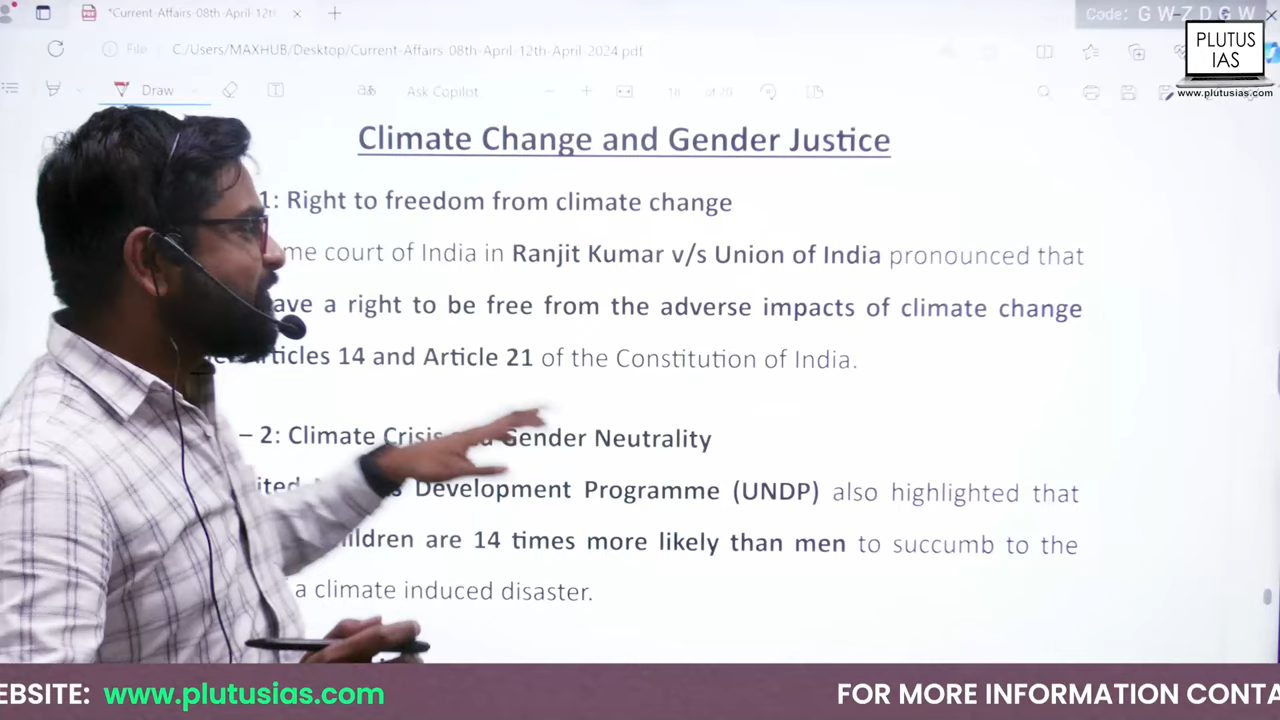 *Current-Affairs-08th-April-12th
Code: G W Z D G W
File C:/Users/MAXHUB/Desktop/Current-Affairs-08th-April-12th-April-2024.pdf
PLUTUS
IAS
www.plutusias.com
Draw Ask Copilot of 20
Climate Change and Gender Justice
1: Right to freedom from climate change
me court of India in Ranjit Kumar v/s Union of India pronounced that
ave a right to be free from the adverse impacts of climate change
rticles 14 and Article 21 of the Constitution of India.
– 2: Climate Crisis and Gender Neutrality
ited Development Programme (UNDP) also highlighted that
ildren are 14 times more likely than men to succumb to the
a climate induced disaster.
EBSITE: www.plutusias.com
FOR MORE INFORMATION CONTA